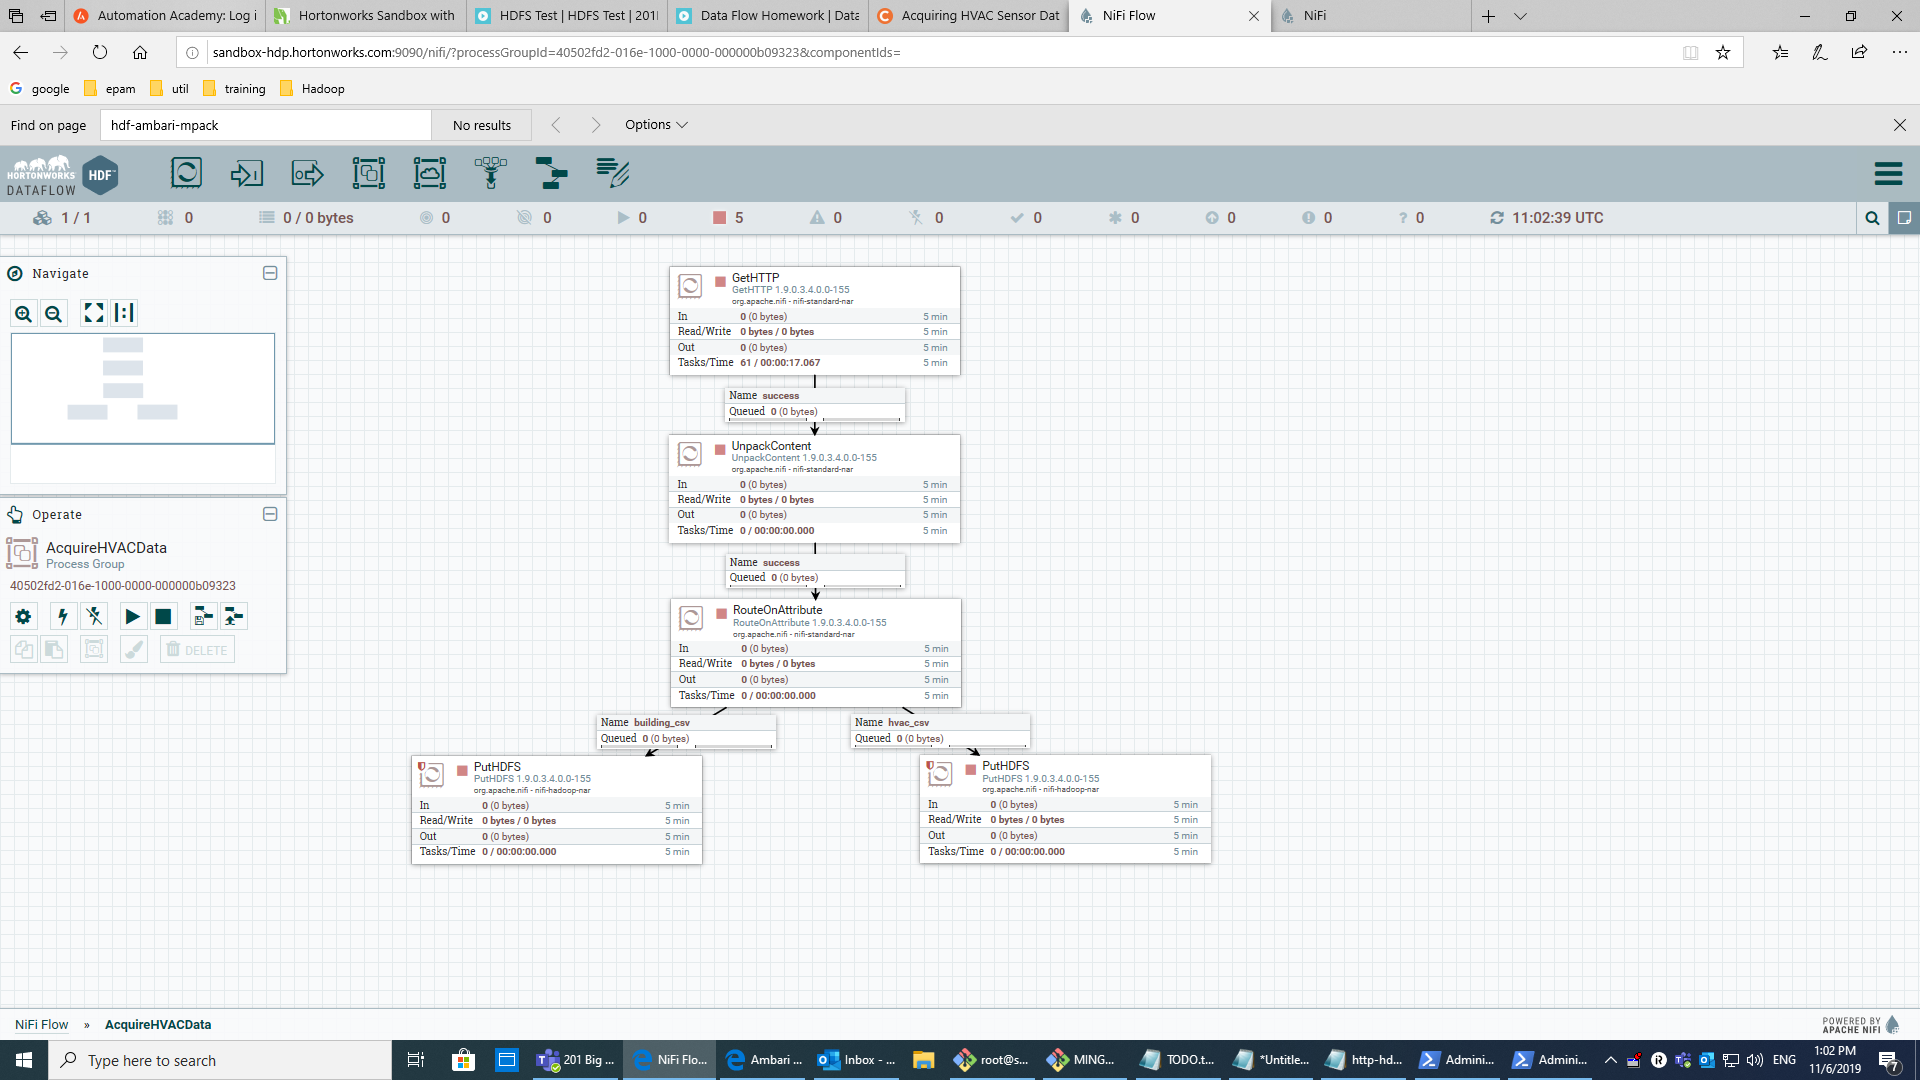 Automation Academy: Log i
Hortonworks Sandbox with
HDFS Test | HDFS Test | 201
Data Flow Homework | Data
Acquiring HVAC Sensor Dat
NiFi Flow
NiFi
sandbox-hdp.hortonworks.com:9090/nifi/?processGroupId=40502fd2-016e-1000-0000-000000b09323&componentIds=
google
epam
util
training
Hadoop
Find on page
hdf-ambari-mpack
No results
Options
HORTONWORKS
DATAFLOW
HDF
1 / 1
0
0 / 0 bytes
0
0
0
5
0
0
0
0
0
0
? 0
11:02:39 UTC
Navigate
Operate
AcquireHVACData
Process Group
40502fd2-016e-1000-0000-000000b09323
DELETE
GetHTTP
GetHTTP 1.9.0.3.4.0.0-155
org.apache.nifi - nifi-standard-nar
In 0 (0 bytes) 5 min
Read/Write 0 bytes / 0 bytes 5 min
Out 0 (0 bytes) 5 min
Tasks/Time 61 / 00:00:17.067 5 min
Name success
Queued 0 (0 bytes)
UnpackContent
UnpackContent 1.9.0.3.4.0.0-155
org.apache.nifi - nifi-standard-nar
In 0 (0 bytes) 5 min
Read/Write 0 bytes / 0 bytes 5 min
Out 0 (0 bytes) 5 min
Tasks/Time 0 / 00:00:00.000 5 min
Name success
Queued 0 (0 bytes)
RouteOnAttribute
RouteOnAttribute 1.9.0.3.4.0.0-155
org.apache.nifi - nifi-standard-nar
In 0 (0 bytes) 5 min
Read/Write 0 bytes / 0 bytes 5 min
Out 0 (0 bytes) 5 min
Tasks/Time 0 / 00:00:00.000 5 min
Name building_csv
Queued 0 (0 bytes)
Name hvac_csv
Queued 0 (0 bytes)
PutHDFS
PutHDFS 1.9.0.3.4.0.0-155
org.apache.nifi - nifi-hadoop-nar
In 0 (0 bytes) 5 min
Read/Write 0 bytes / 0 bytes 5 min
Out 0 (0 bytes) 5 min
Tasks/Time 0 / 00:00:00.000 5 min
PutHDFS
PutHDFS 1.9.0.3.4.0.0-155
org.apache.nifi - nifi-hadoop-nar
In 0 (0 bytes) 5 min
Read/Write 0 bytes / 0 bytes 5 min
Out 0 (0 bytes) 5 min
Tasks/Time 0 / 00:00:00.000 5 min
NiFi Flow » AcquireHVACData
POWERED BY
APACHE NIFI
Type here to search
201 Big ...
NiFi Flo...
Ambari ...
Inbox - ...
root@s...
MING...
TODO.t...
*Untitle...
http-hd...
Admini...
Admini...
ENG
1:02 PM
11/6/2019
7